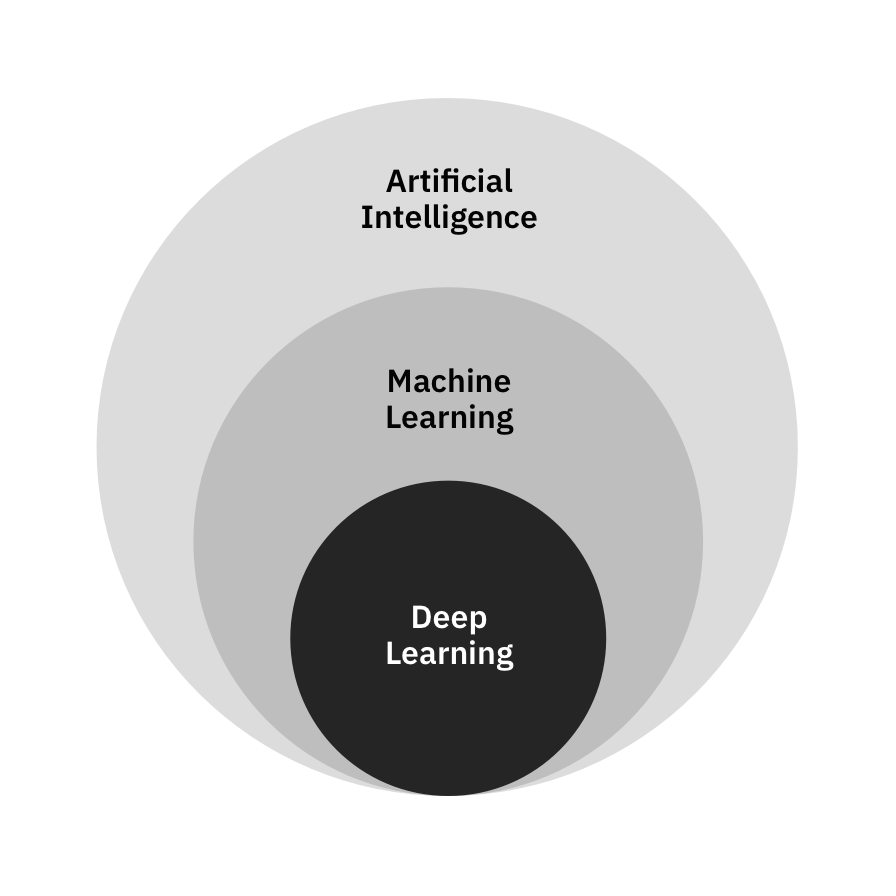 Artificial
Intelligence
Machine
Learning
Deep
Learning